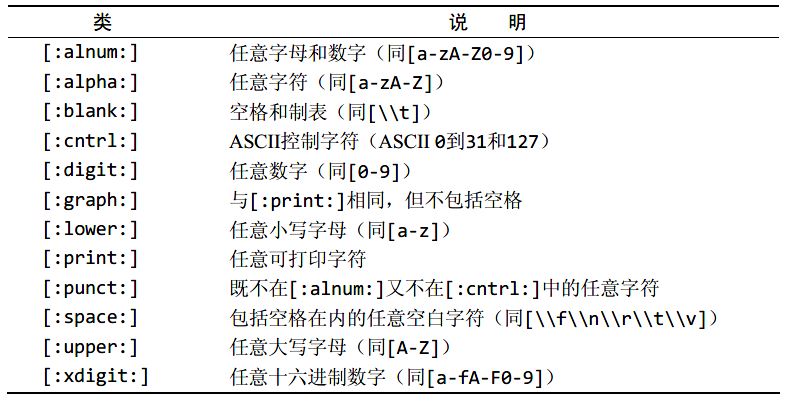 类 说 明
[:alnum:] 任意字母和数字（同[a-zA-Z0-9]）
[:alpha:] 任意字符（同[a-zA-Z]）
[:blank:] 空格和制表（同[\\t]）
[:cntrl:] ASCII控制字符（ASCII 0到31和127）
[:digit:] 任意数字（同[0-9]）
[:graph:] 与[:print:]相同，但不包括空格
[:lower:] 任意小写字母（同[a-z]）
[:print:] 任意可打印字符
[:punct:] 既不在[:alnum:]又不在[:cntrl:]中的任意字符
[:space:] 包括空格在内的任意空白字符（同[\\f\\n\\r\\t\\v]）
[:upper:] 任意大写字母（同[A-Z]）
[:xdigit:] 任意十六进制数字（同[a-fA-F0-9]）